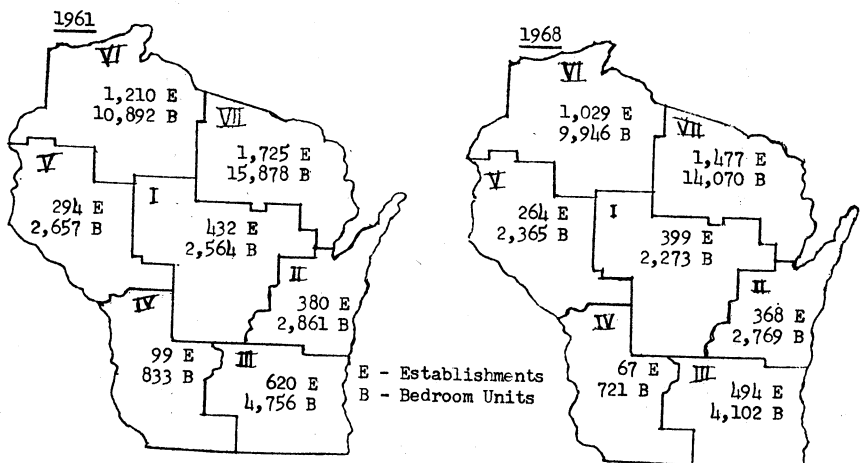 1961
VI
1,210 E
10,892 B
VII
1,725 E
15,878 B
V
294 E
2,657 B
I
432 E
2,564 B
II
380 E
2,861 B
IV
99 E
833 B
III
620 E
4,756 B
E - Establishments
B - Bedroom Units
1968
VI
1,029 E
9,946 B
VII
1,477 E
14,070 B
V
264 E
2,365 B
I
399 E
2,273 B
II
368 E
2,769 B
IV
67 E
721 B
III
494 E
4,102 B